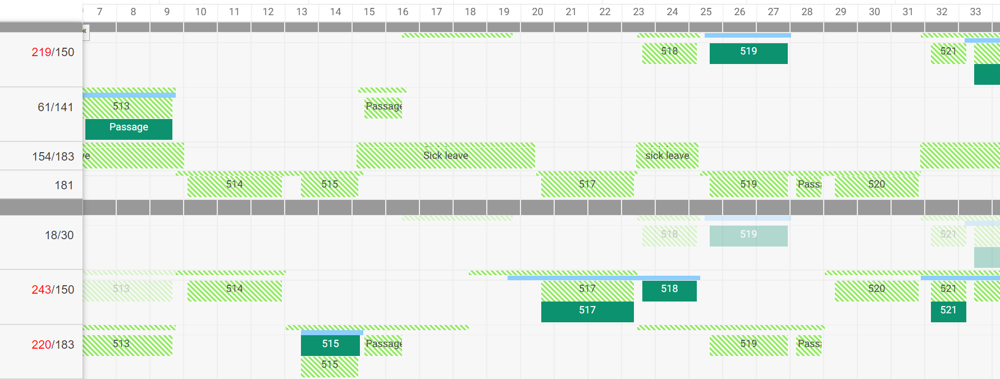 7 8 9 10 11 12 13 14 15 16 17 18 19 20 21 22 23 24 25 26 27 28 29 30 31 32 33
«
219/150 518 519 521
61/141 513 Passage
Passage
154/183 ve Sick leave sick leave
181 514 515 517 519 Pass 520
18/30 518 519 521
243/150 513 514 517 518 520 521
517 521
220/183 513 515 Passage 519 Pass
515